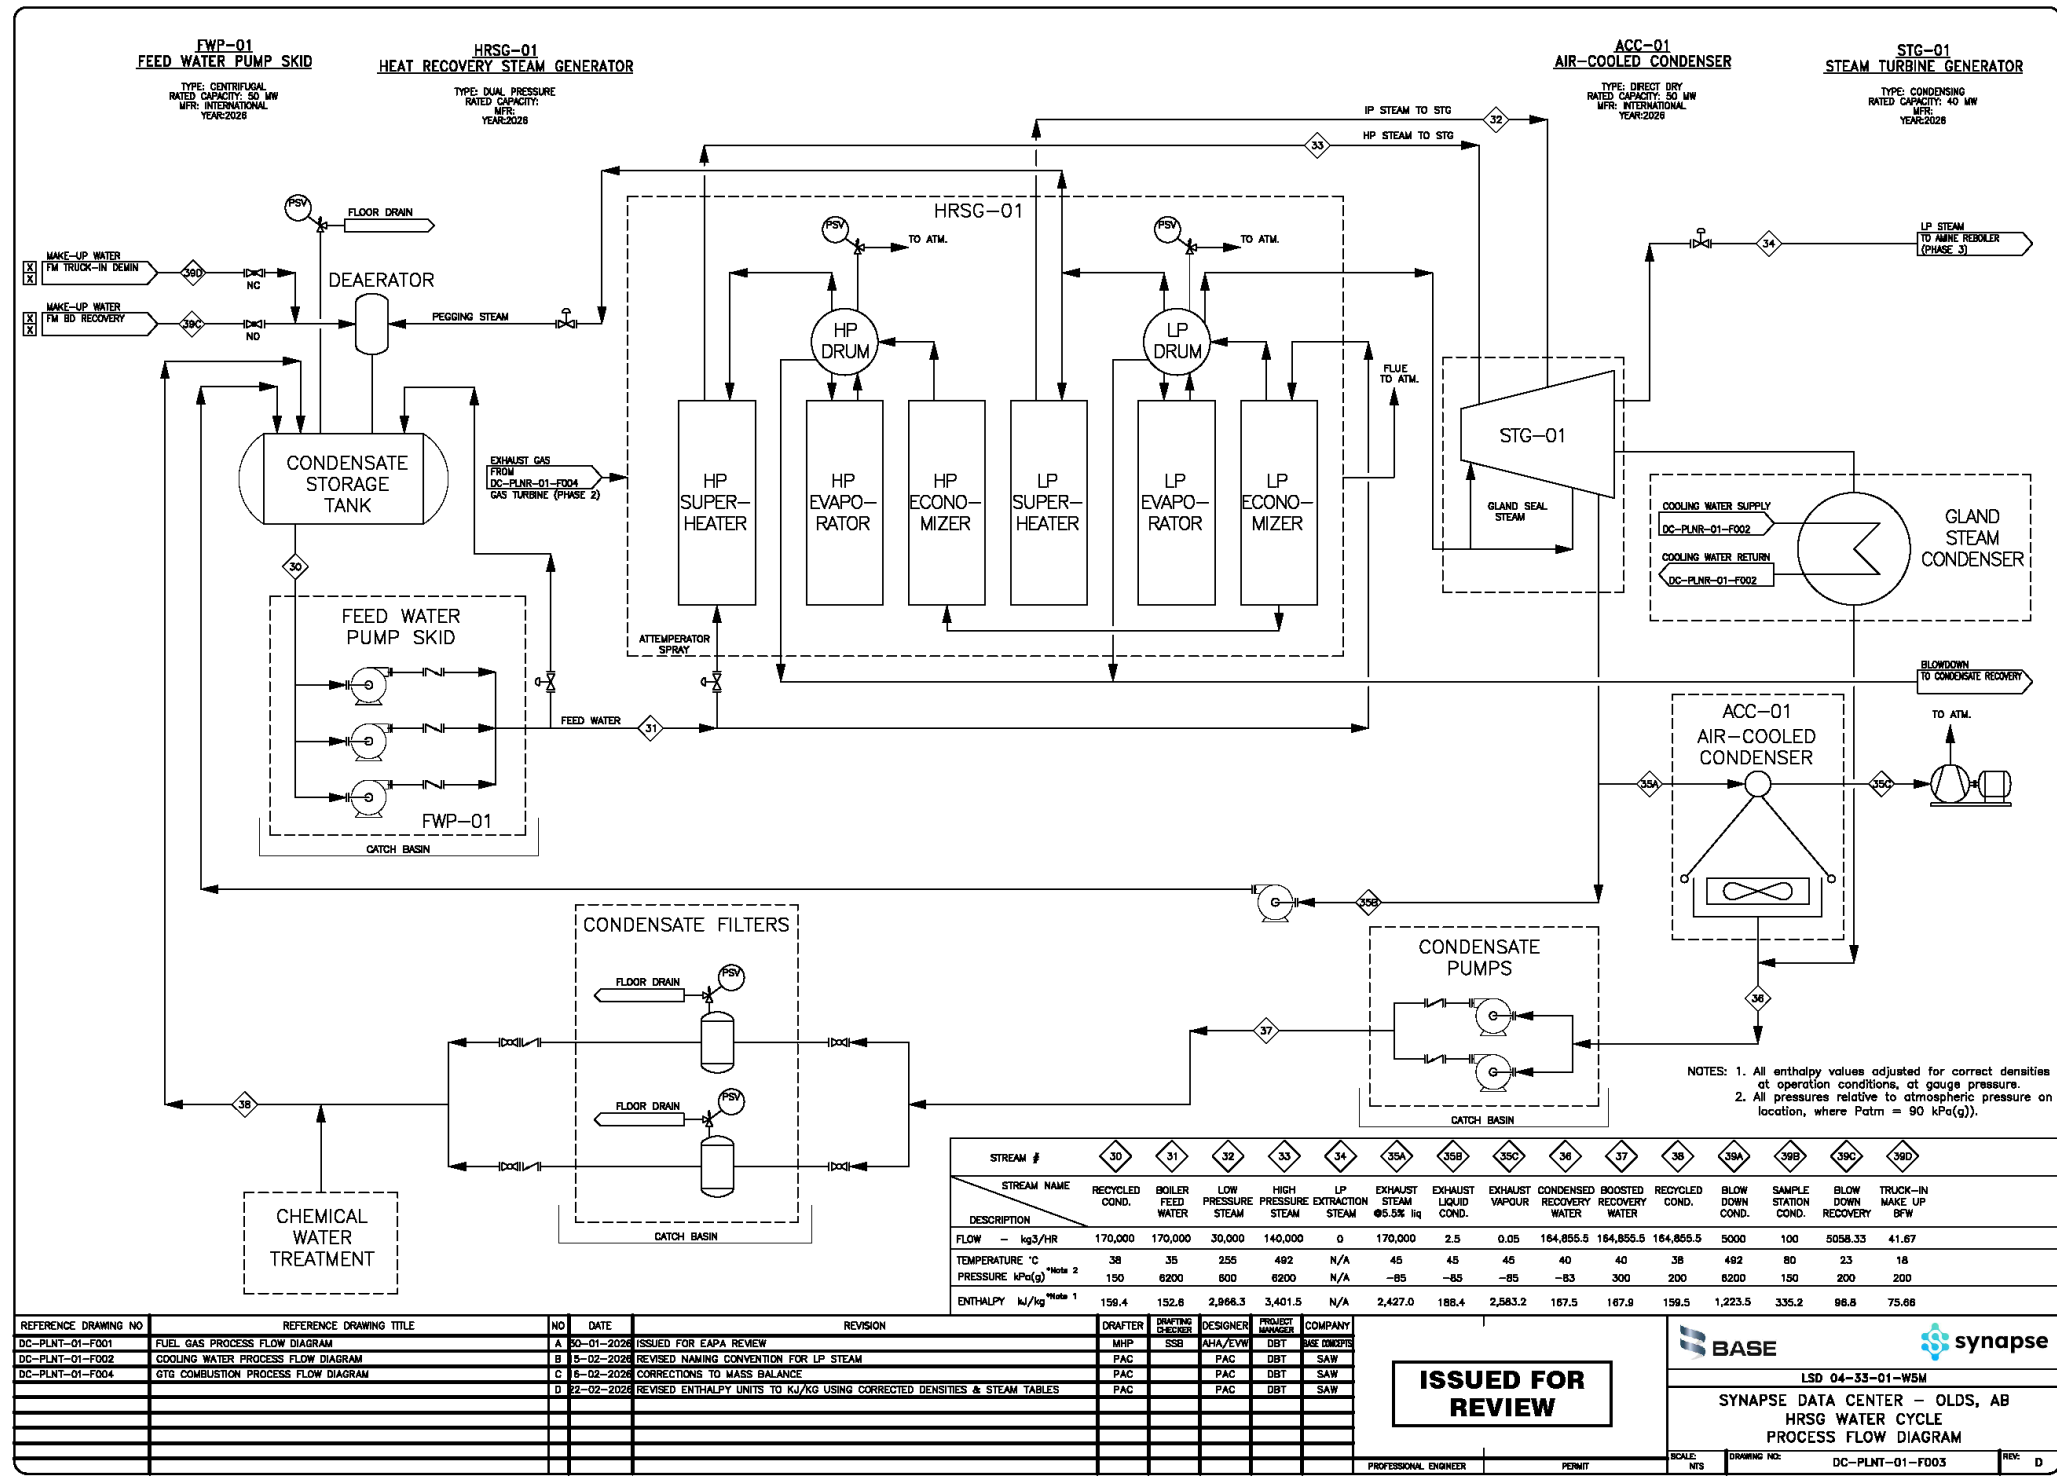 FWP-01
FEED WATER PUMP SKID
TYPE: CENTRIFUGAL
RATED CAPACITY: 50 MW
MFR: INTERNATIONAL
YEAR:2026
HRSG-01
HEAT RECOVERY STEAM GENERATOR
TYPE: DUAL PRESSURE
RATED CAPACITY:
MFR:
YEAR:2026
ACC-01
AIR-COOLED CONDENSER
TYPE: DIRECT DRY
RATED CAPACITY: 50 MW
MFR: INTERNATIONAL
YEAR:2026
STG-01
STEAM TURBINE GENERATOR
TYPE: CONDENSING
RATED CAPACITY: 40 MW
MFR:
YEAR:2026
IP STEAM TO STG
32
HP STEAM TO STG
33
PSV
FLOOR DRAIN
HRSG-01
PSV
TO ATM.
PSV
TO ATM.
34
LP STEAM
TO AMINE REBOILER
(PHASE 3)
MAKE-UP WATER
X
X
FM TRUCK-IN DEMIN
39D
NC
DEAERATOR
MAKE-UP WATER
X
X
FM BD RECOVERY
39C
NO
PEGGING STEAM
HP
DRUM
LP
DRUM
FLUE
TO ATM.
CONDENSATE
STORAGE
TANK
EXHAUST GAS
FROM
DC-PLNR-01-F004
GAS TURBINE (PHASE 2)
HP
SUPER-
HEATER
HP
EVAPO-
RATOR
HP
ECONO-
MIZER
LP
SUPER-
HEATER
LP
EVAPO-
RATOR
LP
ECONO-
MIZER
STG-01
GLAND SEAL
STEAM
COOLING WATER SUPPLY
DC-PLNR-01-F002
COOLING WATER RETURN
DC-PLNR-01-F002
GLAND
STEAM
CONDENSER
30
FEED WATER
PUMP SKID
ATTEMPERATOR
SPRAY
BLOWDOWN
TO CONDENSATE RECOVERY
FEED WATER
31
FWP-01
CATCH BASIN
ACC-01
AIR-COOLED
CONDENSER
TO ATM.
35A
35C
35B
CONDENSATE FILTERS
PSV
FLOOR DRAIN
PSV
FLOOR DRAIN
CATCH BASIN
CONDENSATE
PUMPS
CATCH BASIN
36
37
38
CHEMICAL
WATER
TREATMENT
NOTES: 1. All enthalpy values adjusted for correct densities
at operation conditions, at gauge pressure.
2. All pressures relative to atmospheric pressure on
location, where Patm = 90 kPa(g)).
STREAM # 30 31 32 33 34 35A 35B 35C 36 37 38 39A 39B 39C 39D
STREAM NAME
DESCRIPTION
RECYCLED COND.
BOILER FEED WATER
LOW PRESSURE STEAM
HIGH PRESSURE STEAM
LP EXTRACTION STEAM
EXHAUST STEAM @5.5% liq
EXHAUST LIQUID COND.
EXHAUST VAPOUR
CONDENSED RECOVERY WATER
BOOSTED RECOVERY WATER
RECYCLED COND.
BLOW DOWN COND.
SAMPLE STATION COND.
BLOW DOWN RECOVERY
TRUCK-IN MAKE UP BFW
FLOW - kg3/HR 170,000 170,000 30,000 140,000 0 170,000 2.5 0.05 164,855.5 164,855.5 164,855.5 5000 100 5058.33 41.67
TEMPERATURE °C 38 35 255 492 N/A 45 45 45 40 40 38 492 80 23 18
PRESSURE kPa(g) *Note 2 150 6200 600 6200 N/A -85 -85 -85 -83 300 200 6200 150 200 200
ENTHALPY kJ/kg *Note 1 159.4 152.6 2,966.3 3,401.5 N/A 2,427.0 188.4 2,583.2 167.5 167.9 159.5 1,223.5 335.2 96.8 75.66
REFERENCE DRAWING NO REFERENCE DRAWING TITLE NO DATE REVISION DRAFTER DRAFTING CHECKER DESIGNER PROJECT MANAGER COMPANY
DC-PLNT-01-F001 FUEL GAS PROCESS FLOW DIAGRAM A 30-01-2026 ISSUED FOR EAPA REVIEW MHP SSB AHA/EVW DBT BASE CONCEPTS
DC-PLNT-01-F002 COOLING WATER PROCESS FLOW DIAGRAM B 15-02-2026 REVISED NAMING CONVENTION FOR LP STEAM PAC PAC DBT SAW
DC-PLNT-01-F004 GTG COMBUSTION PROCESS FLOW DIAGRAM C 16-02-2026 CORRECTIONS TO MASS BALANCE PAC PAC DBT SAW
D 22-02-2026 REVISED ENTHALPY UNITS TO KJ/KG USING CORRECTED DENSITIES & STEAM TABLES PAC PAC DBT SAW
ISSUED FOR
REVIEW
PROFESSIONAL ENGINEER
PERMIT
BASE
synapse
LSD 04-33-01-W5M
SYNAPSE DATA CENTER - OLDS, AB
HRSG WATER CYCLE
PROCESS FLOW DIAGRAM
SCALE: NTS
DRAWING NO: DC-PLNT-01-F003
REV: D